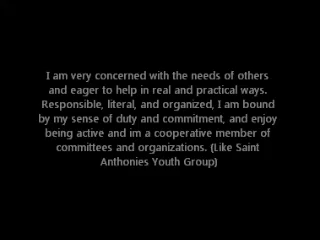 I am very concerned with the needs of others
and eager to help in real and practical ways.
Responsible, literal, and organized, I am bound
by my sense of duty and commitment, and enjoy
being active and im a cooperative member of
committees and organizations. (Like Saint
Anthonies Youth Group)